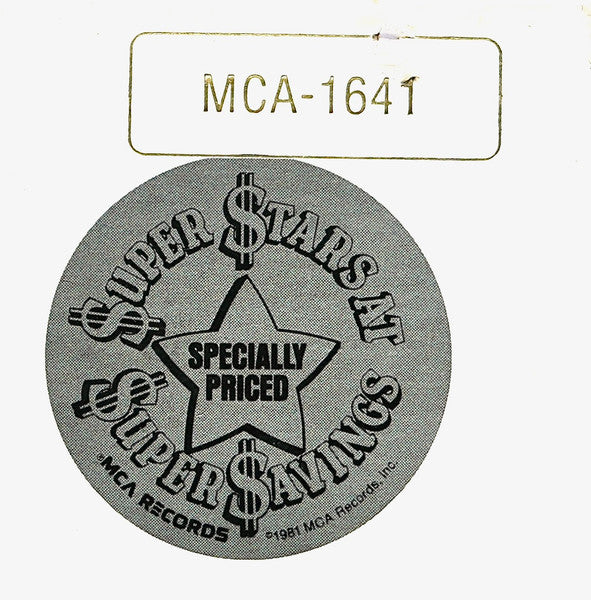 MCA-1641
$UPER $TARS AT
SPECIALLY
PRICED
$UPER $AVINGS
®MCA RECORDS
©1981 MCA Records, Inc.